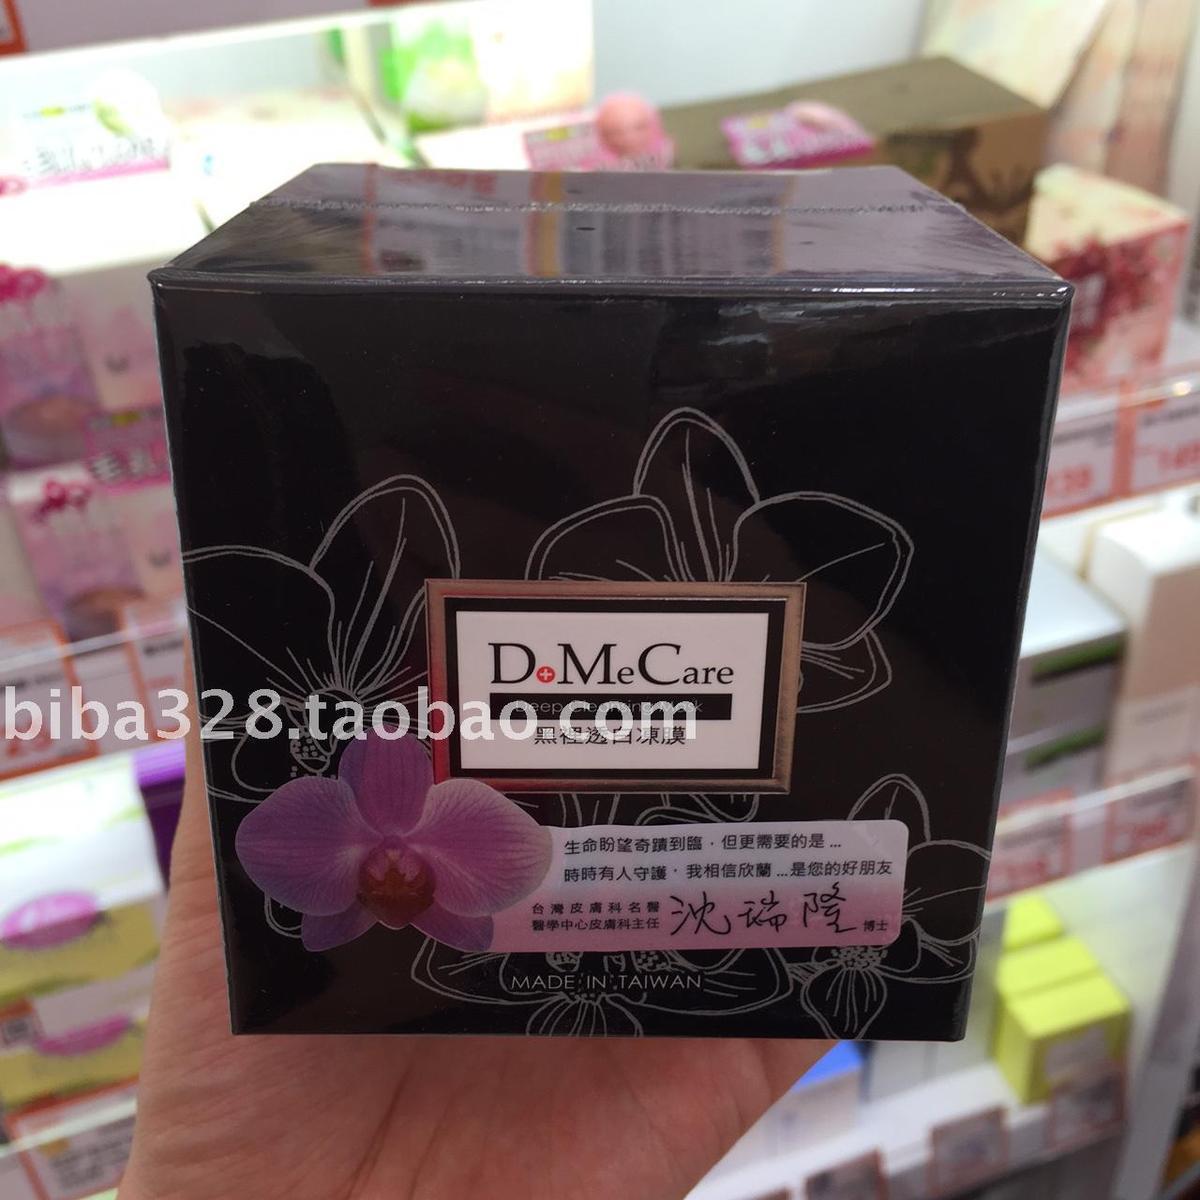 DMeCare
Deep Cleansing Mask
黑裡透白凍膜
biba328.taobao.com
生命盼望奇蹟到臨，但更需要的是...
時時有人守護，我相信欣蘭...是您的好朋友
台灣皮膚科名醫
醫學中心皮膚科主任 沈瑞隆 博士
MADE IN TAIWAN